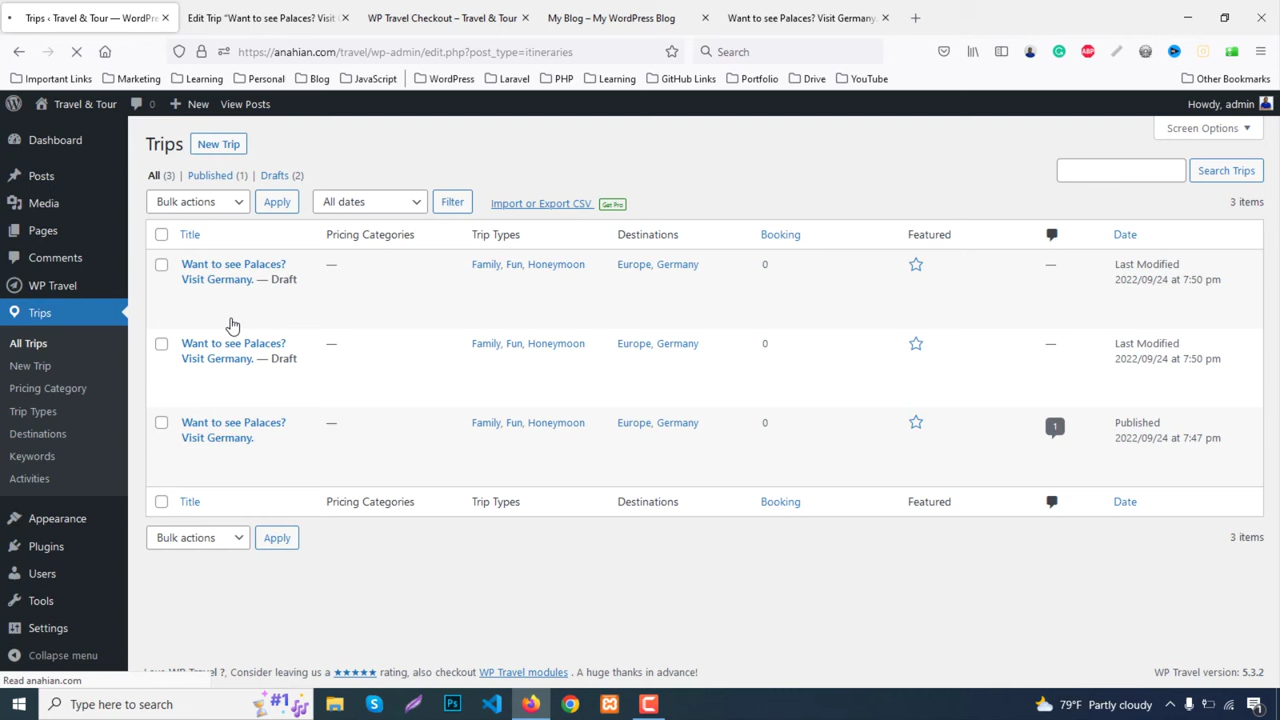 Trips ‹ Travel & Tour — WordPre
Edit Trip “Want to see Palaces? Visit
WP Travel Checkout – Travel & Tour
My Blog – My WordPress Blog
Want to see Palaces? Visit Germany.
https://anahian.com/travel/wp-admin/edit.php?post_type=itineraries
Search
Important Links
Marketing
Learning
Personal
Blog
JavaScript
WordPress
Laravel
PHP
Learning
GitHub Links
Portfolio
Drive
YouTube
Other Bookmarks
Travel & Tour
0
New
View Posts
Howdy, admin
Dashboard
Posts
Media
Pages
Comments
WP Travel
Trips
All Trips
New Trip
Pricing Category
Trip Types
Destinations
Keywords
Activities
Appearance
Plugins
Users
Tools
Settings
Collapse menu
Trips
New Trip
Screen Options
All (3) | Published (1) | Drafts (2)
Search Trips
Bulk actions
Apply
All dates
Filter
Import or Export CSV
Get Pro
3 items
Title
Pricing Categories
Trip Types
Destinations
Booking
Featured
Date
Want to see Palaces?
Visit Germany. — Draft
—
Family, Fun, Honeymoon
Europe, Germany
0
—
Last Modified
2022/09/24 at 7:50 pm
Want to see Palaces?
Visit Germany. — Draft
—
Family, Fun, Honeymoon
Europe, Germany
0
—
Last Modified
2022/09/24 at 7:50 pm
Want to see Palaces?
Visit Germany.
—
Family, Fun, Honeymoon
Europe, Germany
0
1
Published
2022/09/24 at 7:47 pm
Title
Pricing Categories
Trip Types
Destinations
Booking
Featured
Date
Bulk actions
Apply
3 items
Travel ?, Consider leaving us a ★★★★★ rating, also checkout WP Travel modules . A huge thanks in advance!
WP Travel version: 5.3.2
Read anahian.com
Type here to search
#1
ABP
Ps
79°F Partly cloudy
1